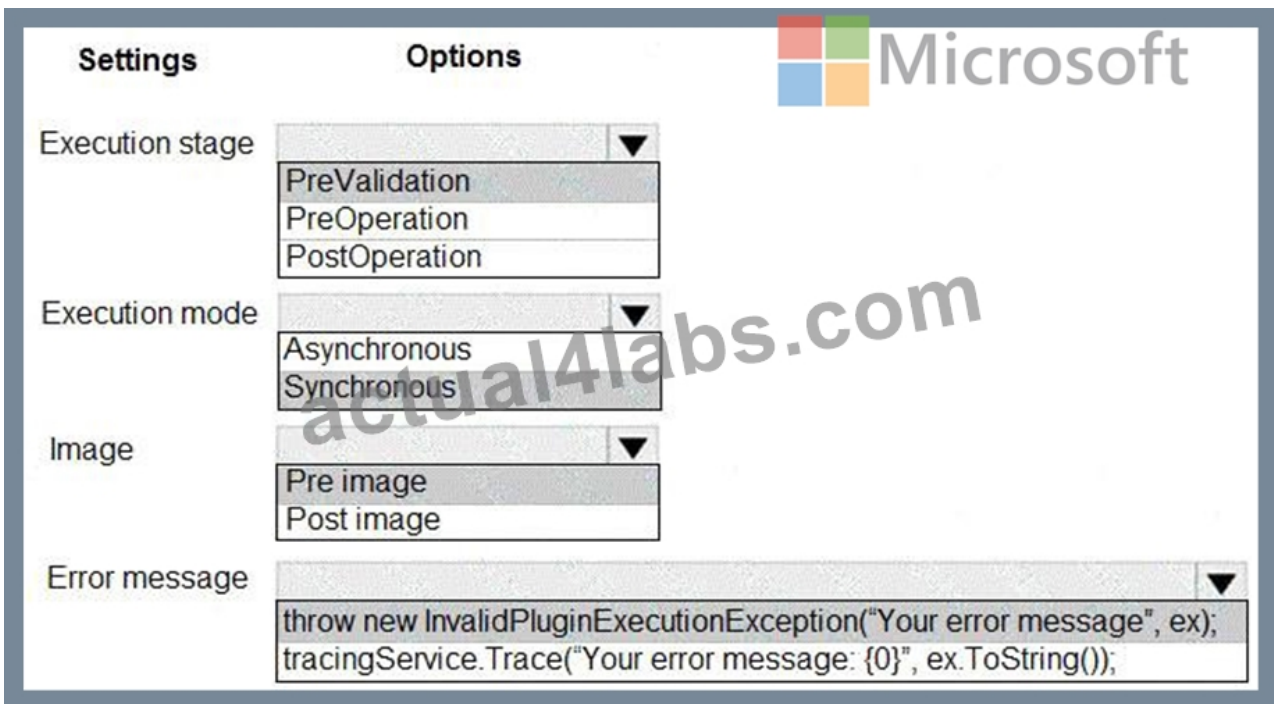 Settings Options Microsoft
Execution stage
PreValidation
PreOperation
PostOperation
Execution mode
Asynchronous
Synchronous
actual4labs.com
Image
Pre image
Post image
Error message
throw new InvalidPluginExecutionException(“Your error message”, ex);
tracingService.Trace(“Your error message: {0}”, ex.ToString());